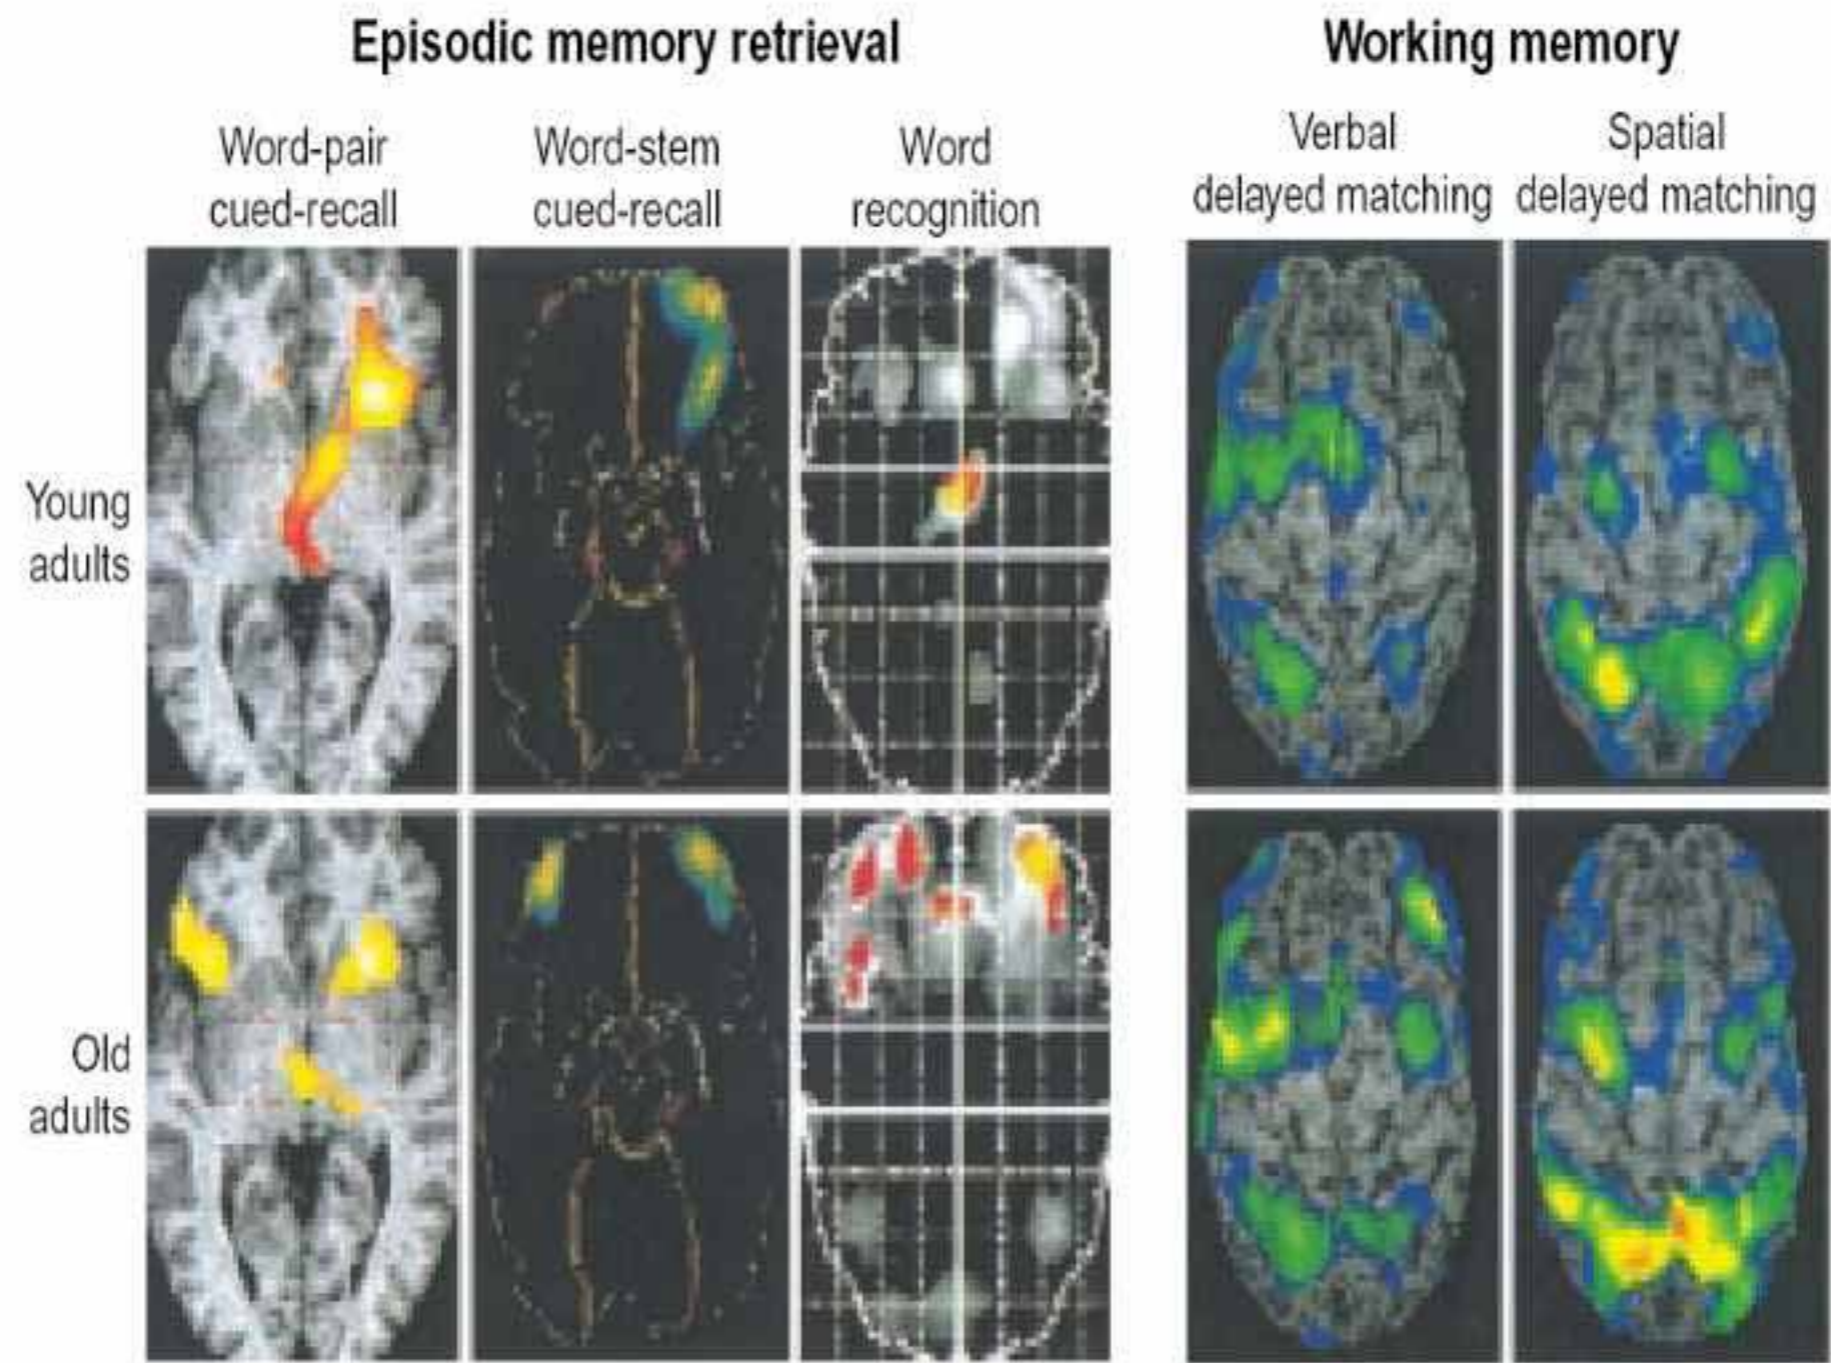 Episodic memory retrieval
Working memory
Word-pair
cued-recall
Word-stem
cued-recall
Word
recognition
Verbal
delayed matching
Spatial
delayed matching
Young
adults
Old
adults